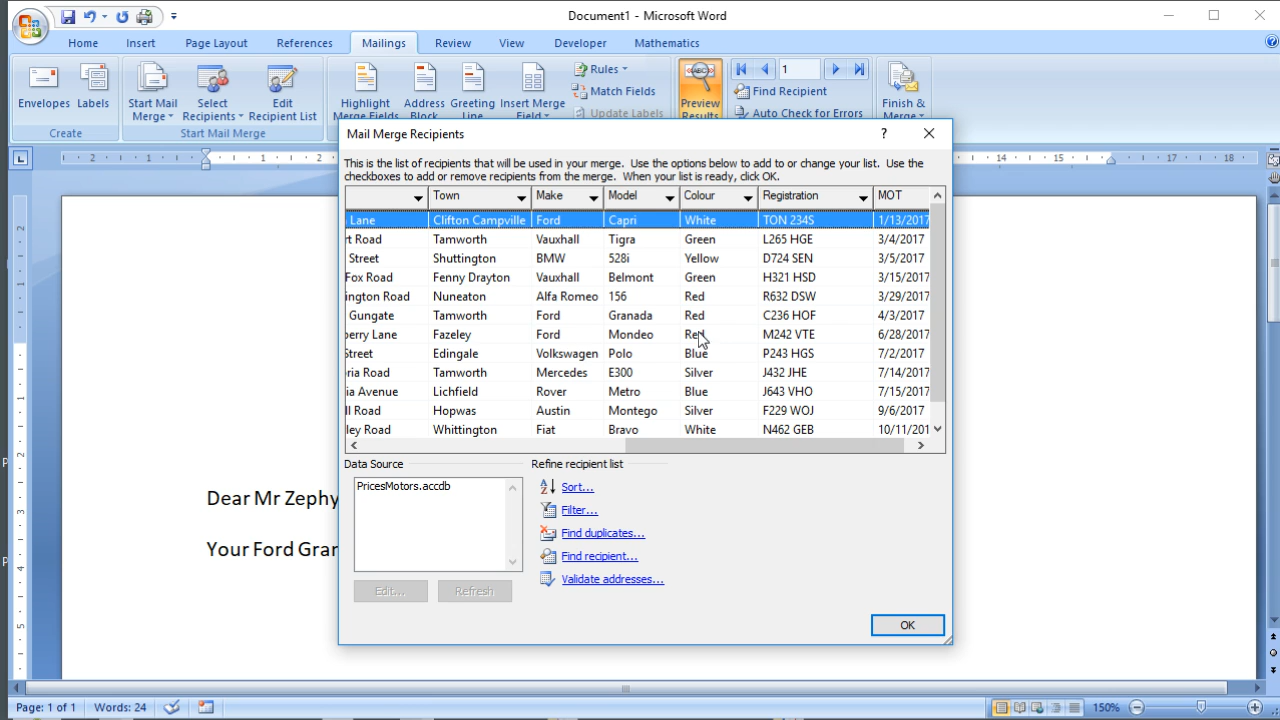 Document1 - Microsoft Word
Home Insert Page Layout References Mailings Review View Developer Mathematics
Envelopes Labels Start Mail Merge Select Recipients Edit Recipient List Highlight Merge Fields Address Greeting Line Insert Merge Field Rules Match Fields Update Labels ABC Preview Results 1 Find Recipient Auto Check for Errors Finish & Merge
Create Start Mail Merge
Mail Merge Recipients ?
This is the list of recipients that will be used in your merge. Use the options below to add to or change your list. Use the
checkboxes to add or remove recipients from the merge. When your list is ready, click OK.
Town Make Model Colour Registration MOT
Lane Clifton Campville Ford Capri White TON 234S 1/13/2017
t Road Tamworth Vauxhall Tigra Green L265 HGE 3/4/2017
Street Shuttington BMW 528i Yellow D724 SEN 3/5/2017
Fox Road Fenny Drayton Vauxhall Belmont Green H321 HSD 3/15/2017
ington Road Nuneaton Alfa Romeo 156 Red R632 DSW 3/29/2017
Gungate Tamworth Ford Granada Red C236 HOF 4/3/2017
erry Lane Fazeley Ford Mondeo Red M242 VTE 6/28/2017
Street Edingale Volkswagen Polo Blue P243 HGS 7/2/2017
ria Road Tamworth Mercedes E300 Silver J432 JHE 7/14/2017
ia Avenue Lichfield Rover Metro Blue J643 VHO 7/15/2017
ll Road Hopwas Austin Montego Silver F229 WOJ 9/6/2017
ley Road Whittington Fiat Bravo White N462 GEB 10/11/201
Data Source Refine recipient list
PricesMotors.accdb
Sort...
Filter...
Find duplicates...
Find recipient...
Validate addresses...
Edit... Refresh
OK
Dear Mr Zephy
Your Ford Gran
Page: 1 of 1 Words: 24 150%